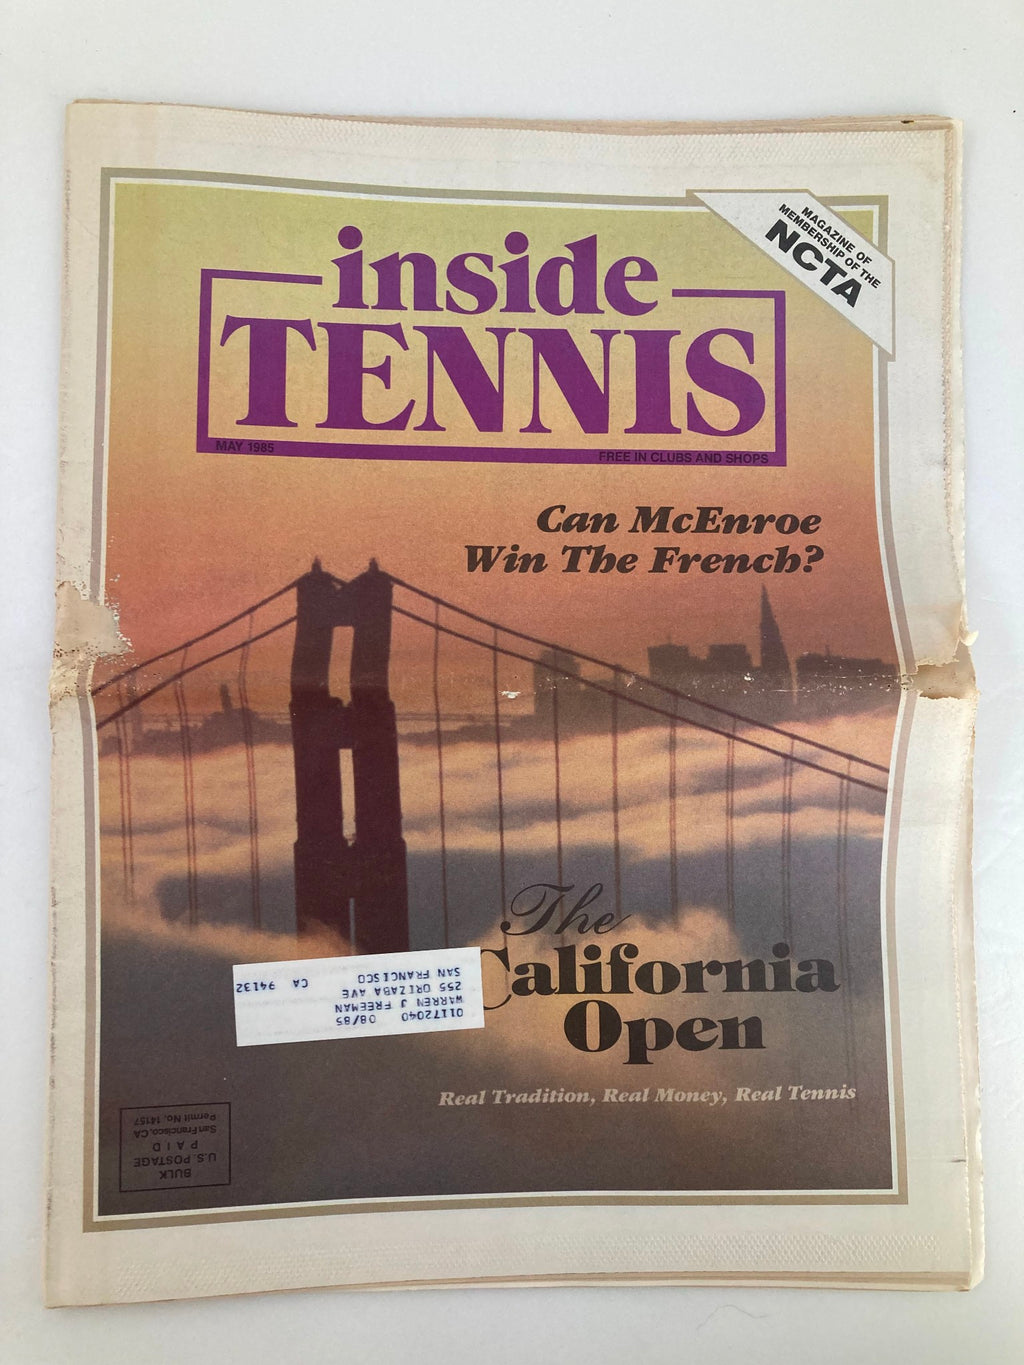 MAGAZINE OF
MEMBERSHIP OF THE
NCTA
inside
TENNIS
MAY 1985
FREE IN CLUBS AND SHOPS
Can McEnroe
Win The French?
The
California
Open
Real Tradition, Real Money, Real Tennis
01172040 08/85
WARREN J FREEMAN
255 ORIZABA AVE
SAN FRANCISCO CA 94132
BULK
U.S. POSTAGE
PAID
San Francisco, CA
Permit No. 14157